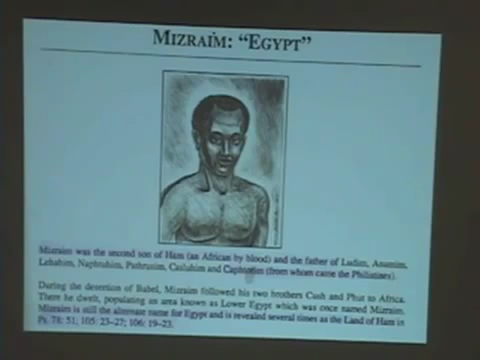 MIZRAIM: "EGYPT"
Mizraim was the second son of Ham (an African by blood) and the father of Ludim, Anamim,
Lehabim, Naphtuhim, Pathrusim, Casluhim and Caphtorim (from whom came the Philistines).
During the desertion of Babel, Mizraim followed his two brothers Cush and Phut to Africa.
There he dwelt, populating an area known as Lower Egypt which was once named Mizraim.
Mizraim is still the alternate name for Egypt and is revealed several times as the Land of Ham in
Ps. 78: 51; 105: 23-27; 106: 19-23.